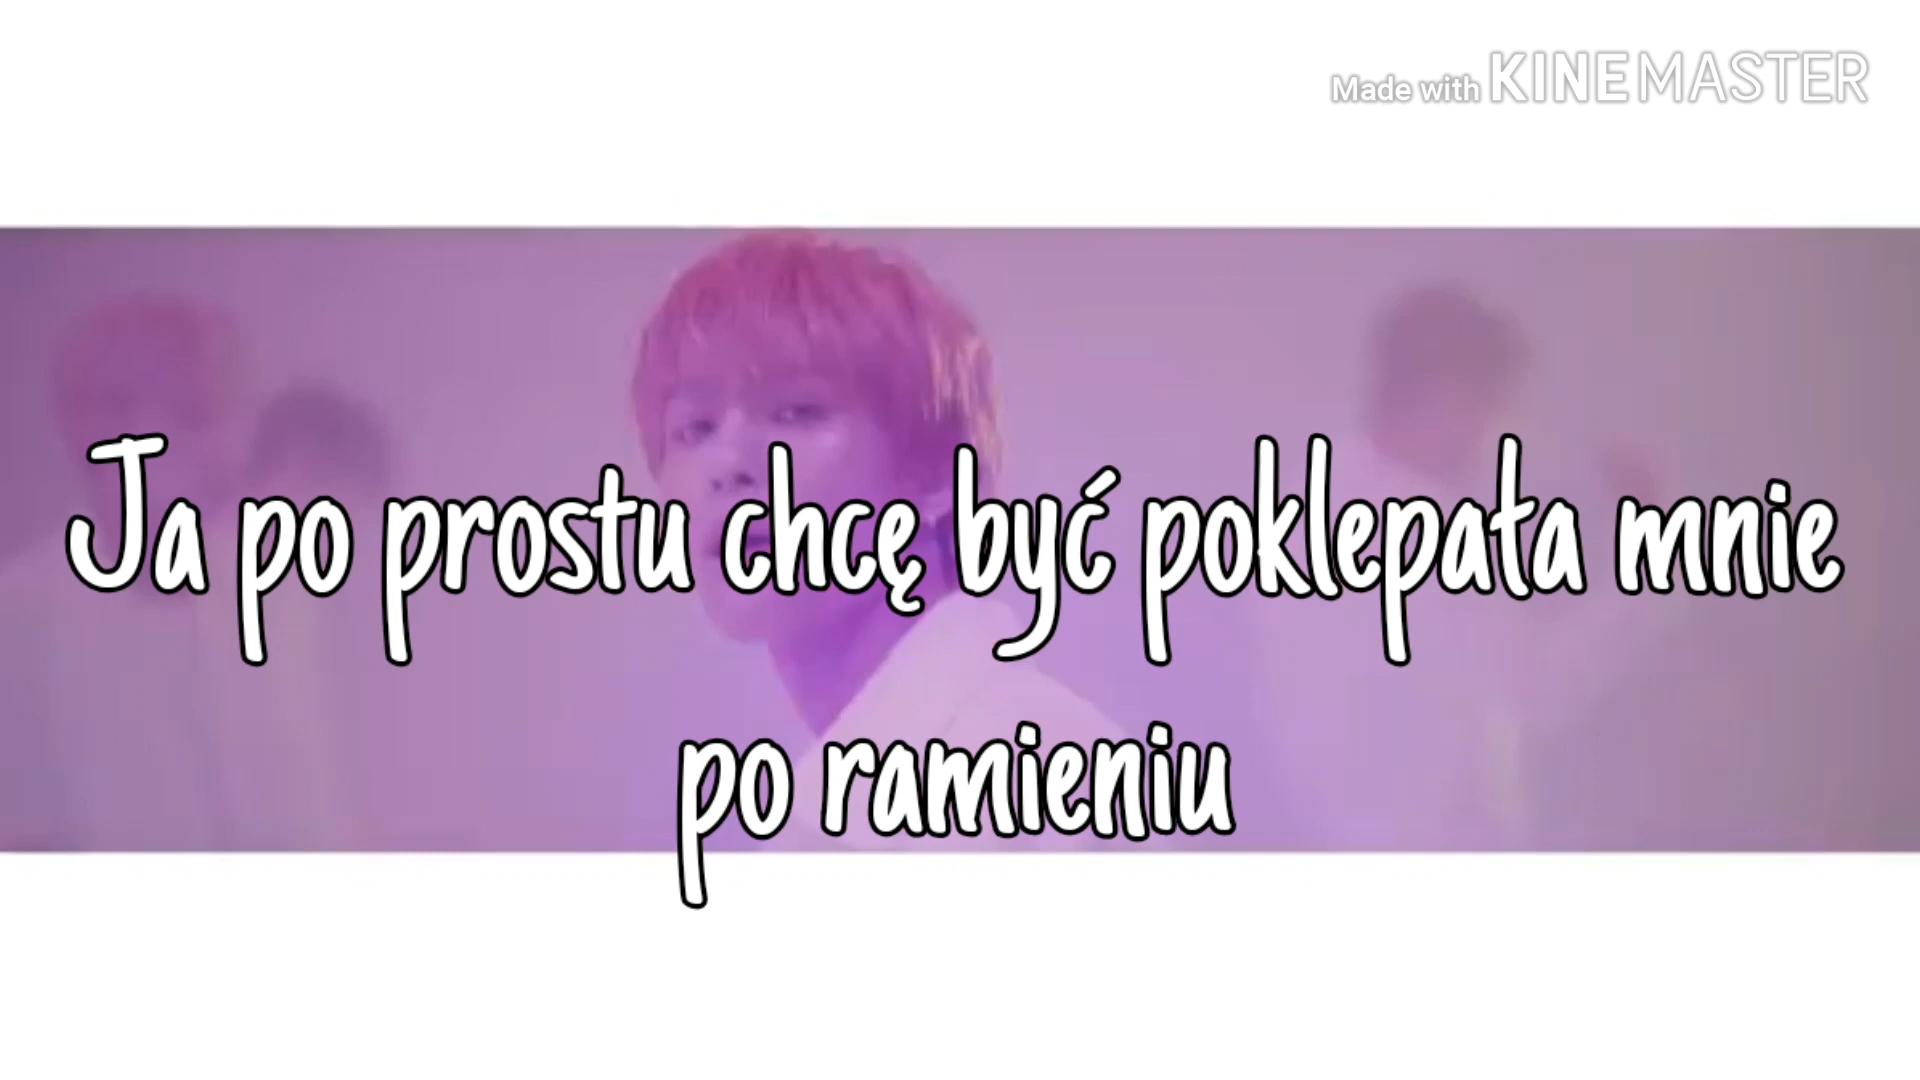 Made with KINEMASTER
Ja po prostu chcę być poklepała mnie
po ramieniu